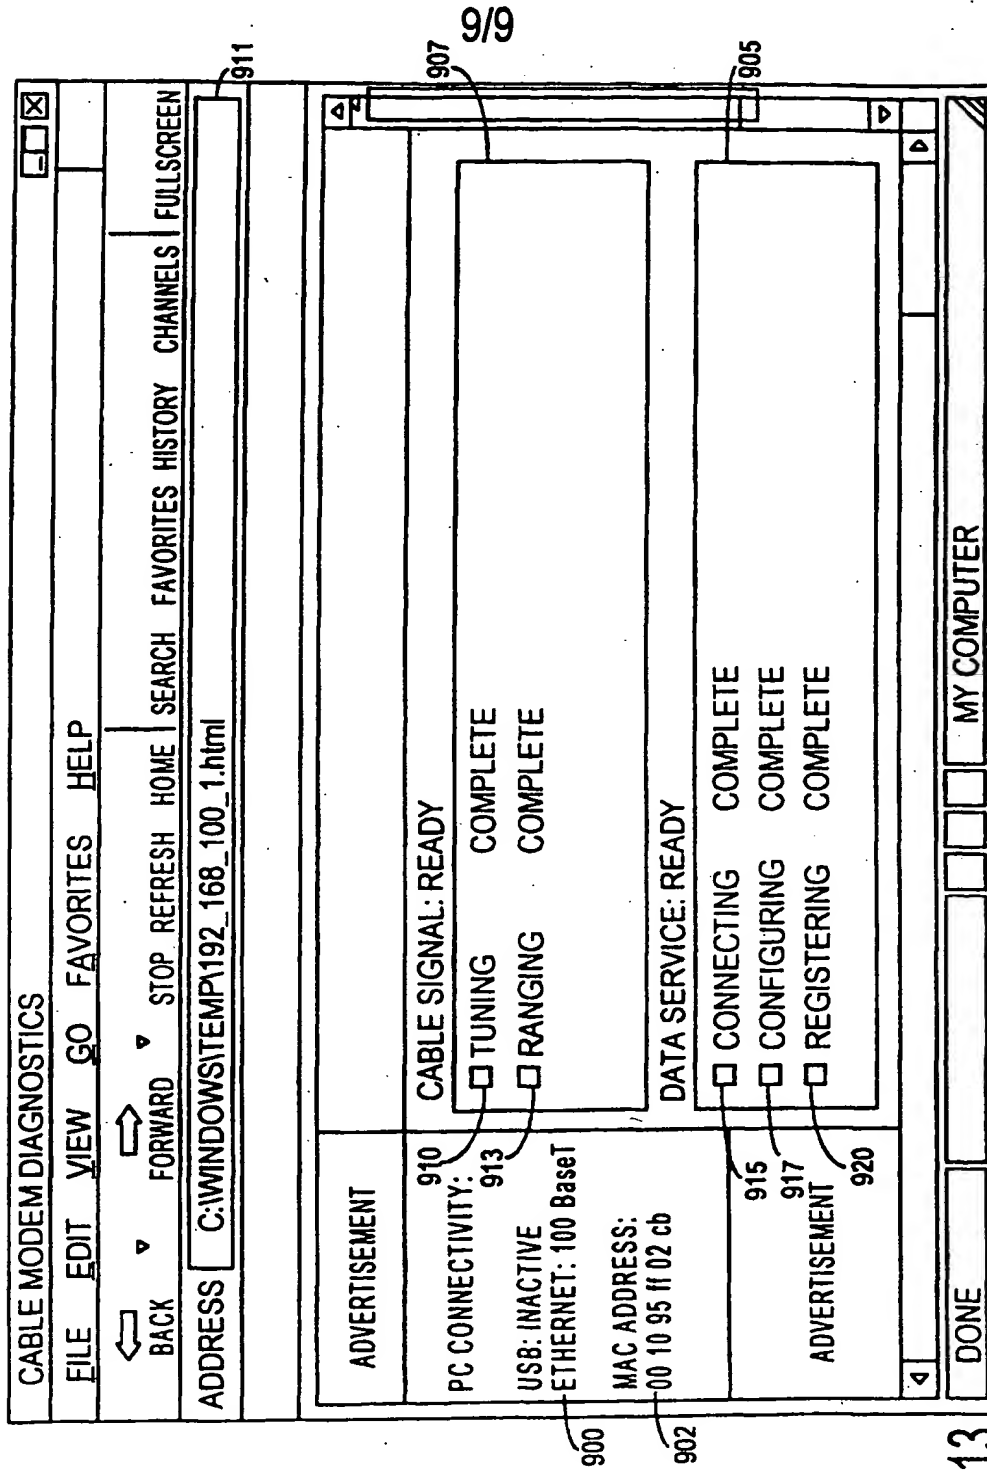 9/9
CABLE MODEM DIAGNOSTICS
FILE EDIT VIEW GO FAVORITES HELP
BACK FORWARD STOP REFRESH HOME SEARCH FAVORITES HISTORY CHANNELS FULLSCREEN
ADDRESS C:\WINDOWS\TEMP\192_168_100_1.html
911
ADVERTISEMENT
PC CONNECTIVITY:
USB: INACTIVE
ETHERNET: 100 BaseT
900
MAC ADDRESS:
00 10 95 ff 02 cb
902
ADVERTISEMENT
CABLE SIGNAL: READY
907
910
TUNING COMPLETE
913
RANGING COMPLETE
DATA SERVICE: READY
905
915
CONNECTING COMPLETE
917
CONFIGURING COMPLETE
920
REGISTERING COMPLETE
DONE
MY COMPUTER
13